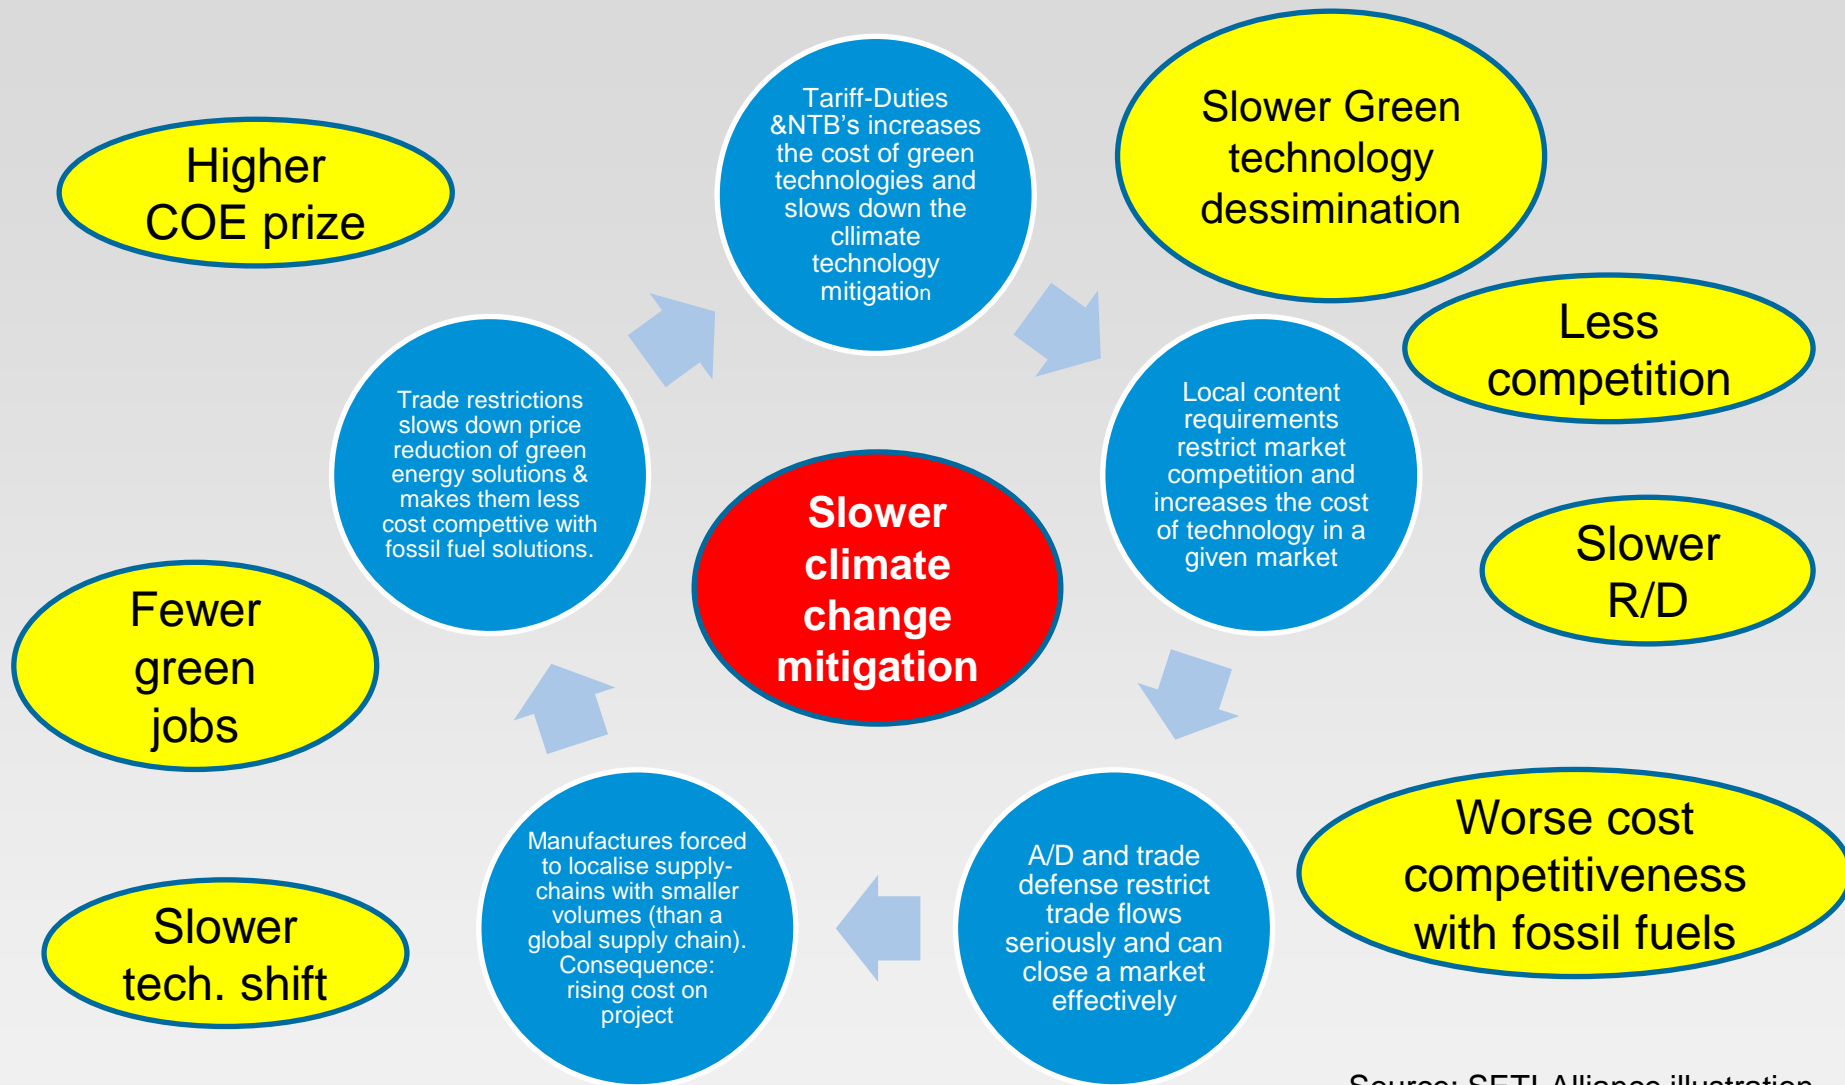 Tariff-Duties
&NTB's increases
the cost of green
technologies and
slows down the
cllimate
technology
mitigation
Slower Green
technology
dessimination
Higher
COE prize
Less
competition
Local content
requirements
restrict market
competition and
increases the cost
of technology in a
given market
Trade restrictions
slows down price
reduction of green
energy solutions &
makes them less
cost compettive with
fossil fuel solutions.
Slower
climate
change
mitigation
Slower
R/D
Fewer
green
jobs
Worse cost
competitiveness
with fossil fuels
A/D and trade
defense restrict
trade flows
seriously and can
close a market
effectively
Manufactures forced
to localise supply-
chains with smaller
volumes (than a
global supply chain).
Consequence:
rising cost on
project
Slower
tech. shift
Source: SETI-Alliance illustration